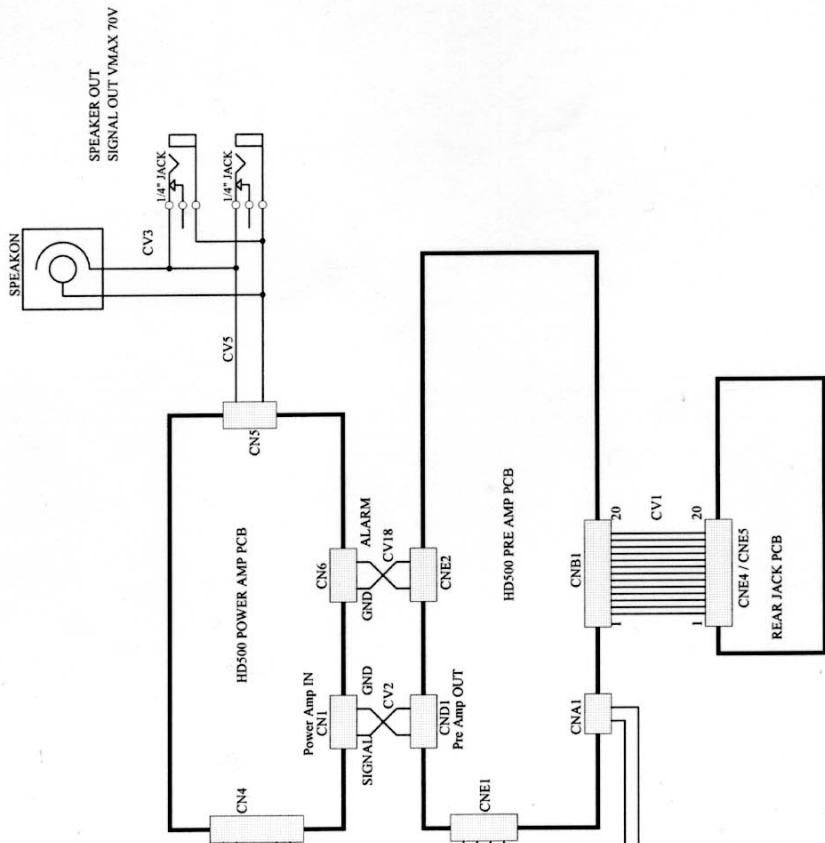 SPEAKER OUT
SIGNAL OUT VMAX 70V
SPEAKON
1/4" JACK
1/4" JACK
CV3
CV5
CN5
HD500 POWER AMP PCB
CN4
Power Amp IN
CN1
GND
SIGNAL
CV2
CND1
Pre Amp OUT
CN6
ALARM
GND
CV18
CNE2
HD500 PRE AMP PCB
CNE1
CNA1
CNB1
1
20
CV1
1
20
CNE4 / CNE5
REAR JACK PCB